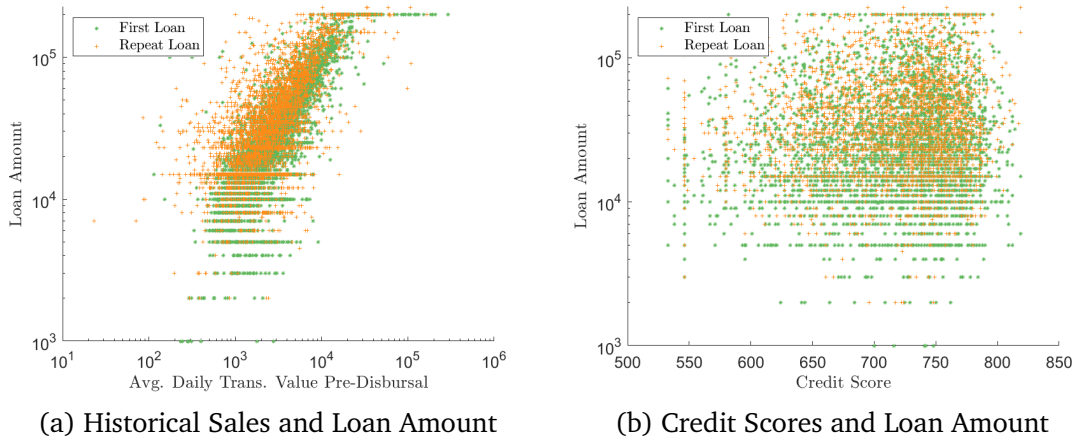 First Loan
Repeat Loan
10^5
10^4
10^3
Loan Amount
10^1 10^2 10^3 10^4 10^5 10^6
Avg. Daily Trans. Value Pre-Disbursal
(a) Historical Sales and Loan Amount
First Loan
Repeat Loan
10^5
10^4
10^3
Loan Amount
500 550 600 650 700 750 800 850
Credit Score
(b) Credit Scores and Loan Amount